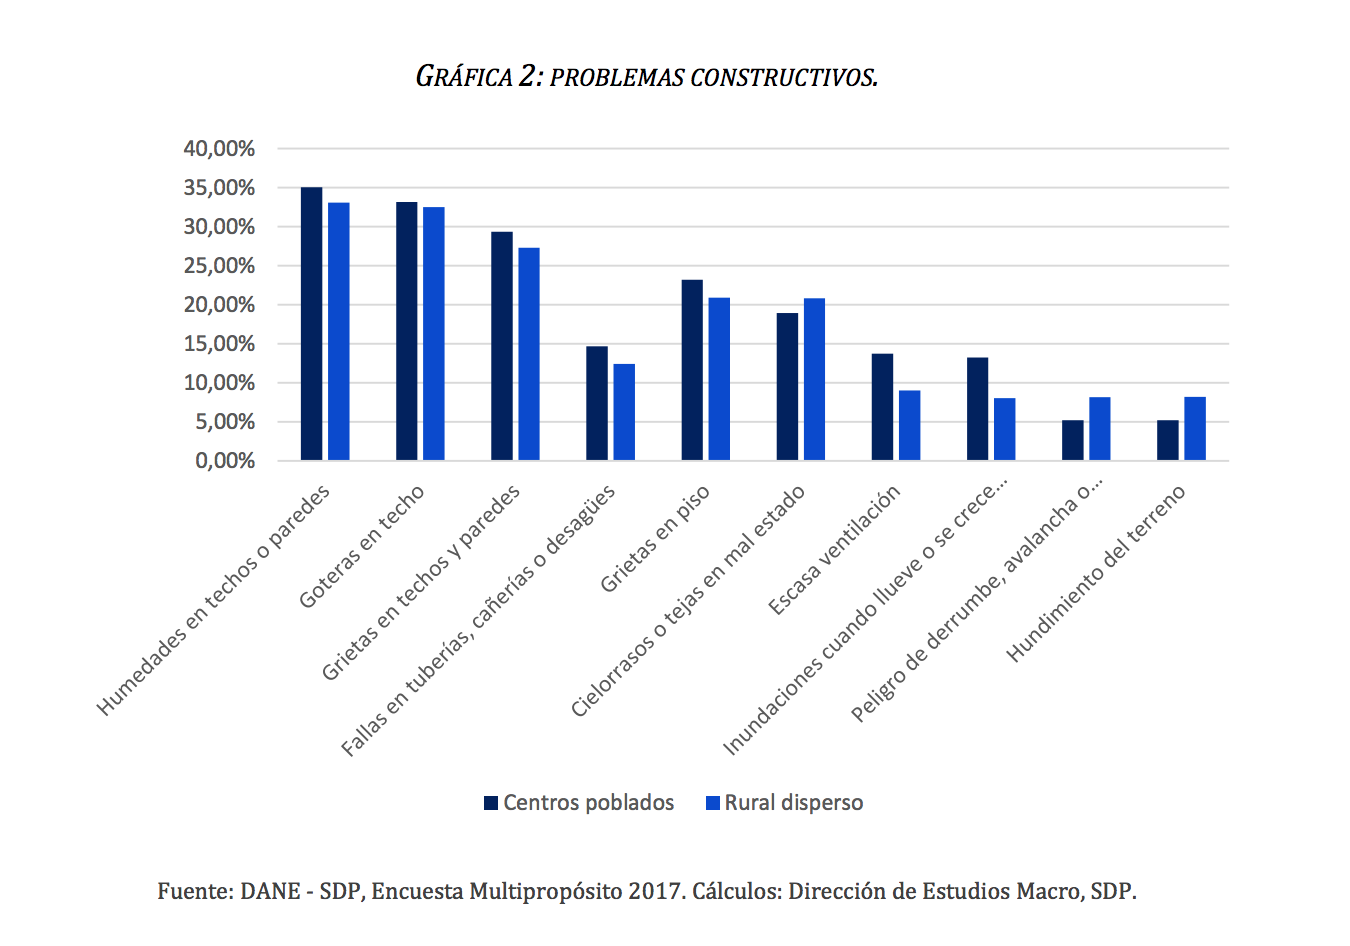 GRÁFICA 2: PROBLEMAS CONSTRUCTIVOS.
40,00%
35,00%
30,00%
25,00%
20,00%
15,00%
10,00%
5,00%
0,00%
Humedades en techos o paredes
Goteras en techo
Grietas en techos y paredes
Fallas en tuberías, cañerías o desagües
Grietas en piso
Cielorrasos o tejas en mal estado
Escasa ventilación
Inundaciones cuando llueve o se crece…
Peligro de derrumbe, avalancha o…
Hundimiento del terreno
Centros poblados
Rural disperso
Fuente: DANE - SDP, Encuesta Multipropósito 2017. Cálculos: Dirección de Estudios Macro, SDP.